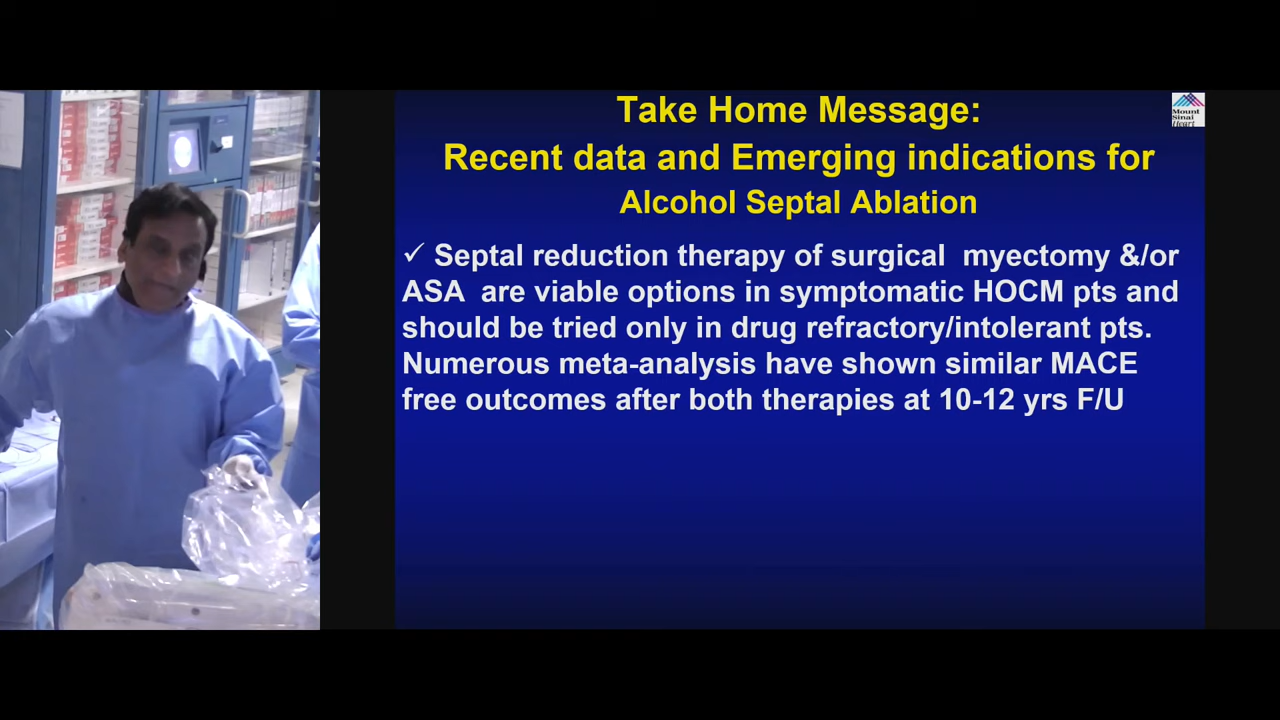 Take Home Message:
Mount
Sinai
Heart
Recent data and Emerging indications for
Alcohol Septal Ablation
✓ Septal reduction therapy of surgical myectomy &/or
ASA are viable options in symptomatic HOCM pts and
should be tried only in drug refractory/intolerant pts.
Numerous meta-analysis have shown similar MACE
free outcomes after both therapies at 10-12 yrs F/U